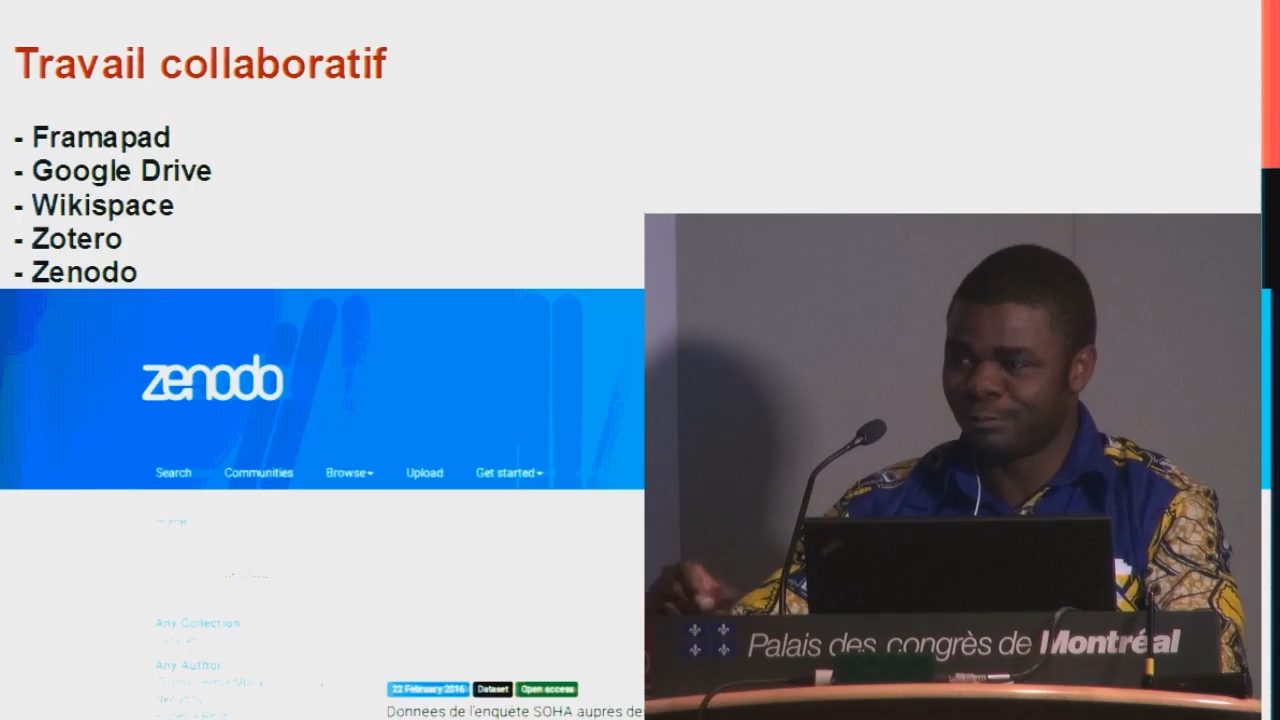 Travail collaboratif
- Framapad
- Google Drive
- Wikispace
- Zotero
- Zenodo
zenodo
Search Communities Browse Upload Get started
Any Collection
Any Author
22 February 2016 Dataset Open access
Données de l'enquête SOHA auprès de
Palais des congrès de Montréal